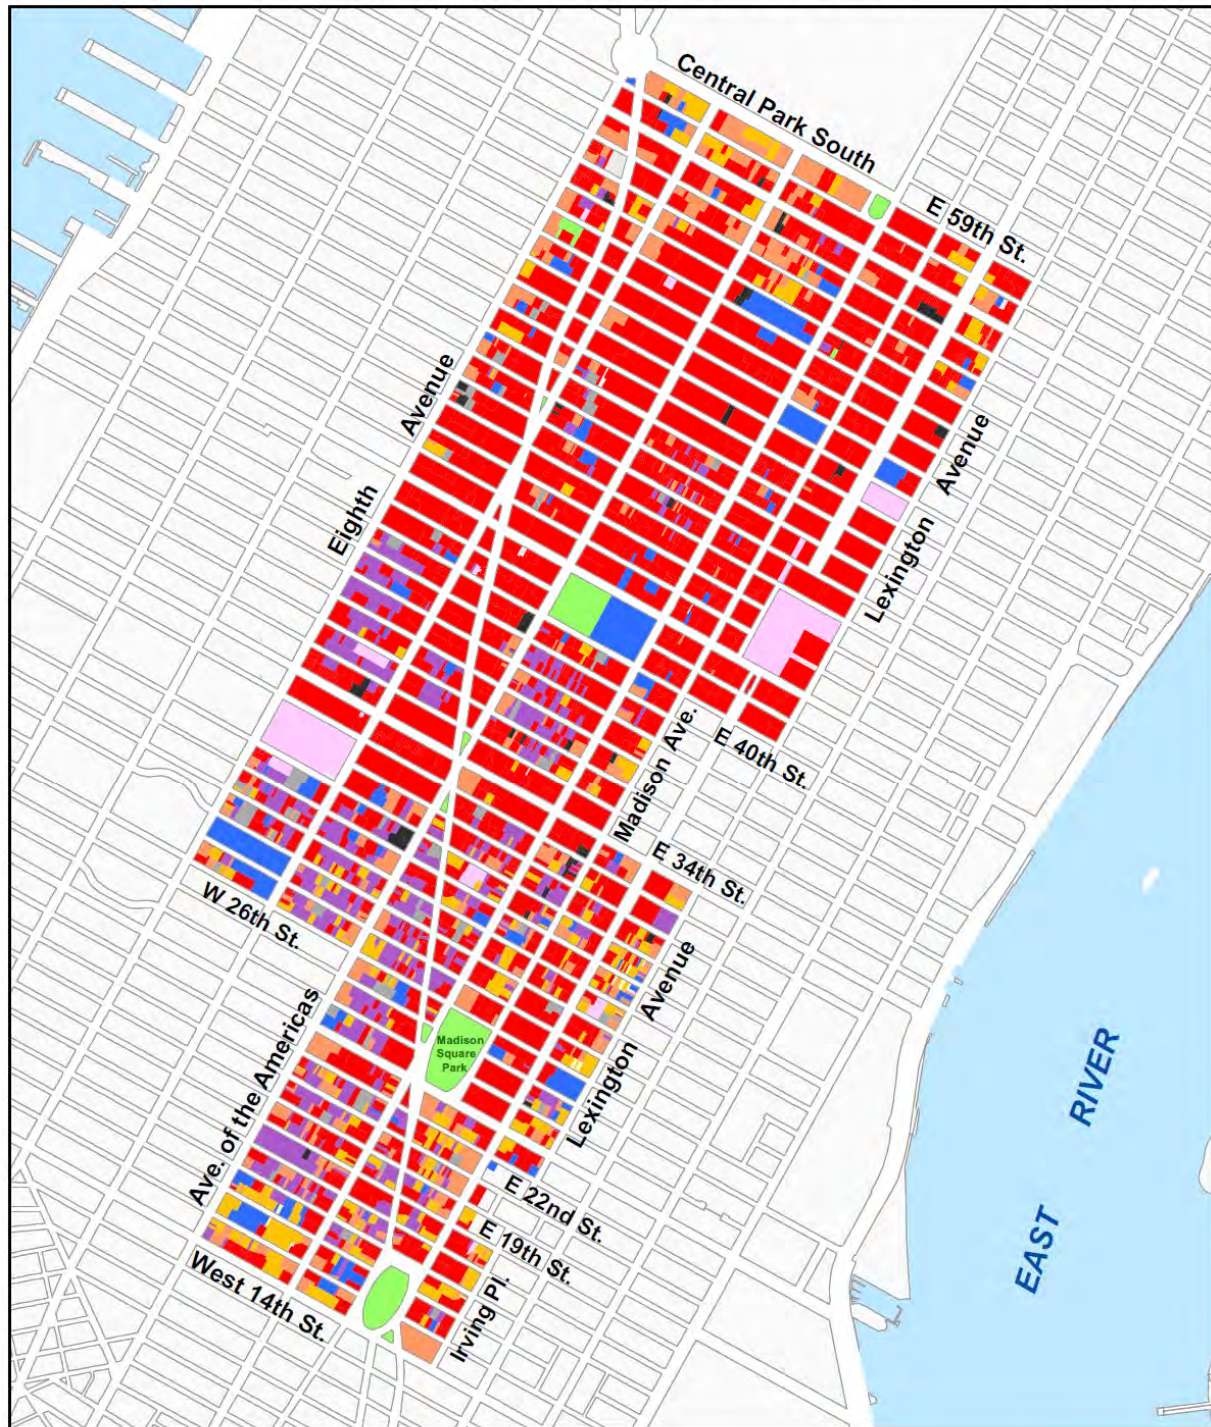 Central Park South
E 59th St.
Avenue
Eighth
Avenue
Lexington
Madison Ave.
E 40th St.
E 34th St.
W 26th St.
Avenue
Lexington
Ave. of the Americas
Madison
Square
Park
E 22nd St.
E 19th St.
Irving Pl.
West 14th St.
EAST
RIVER